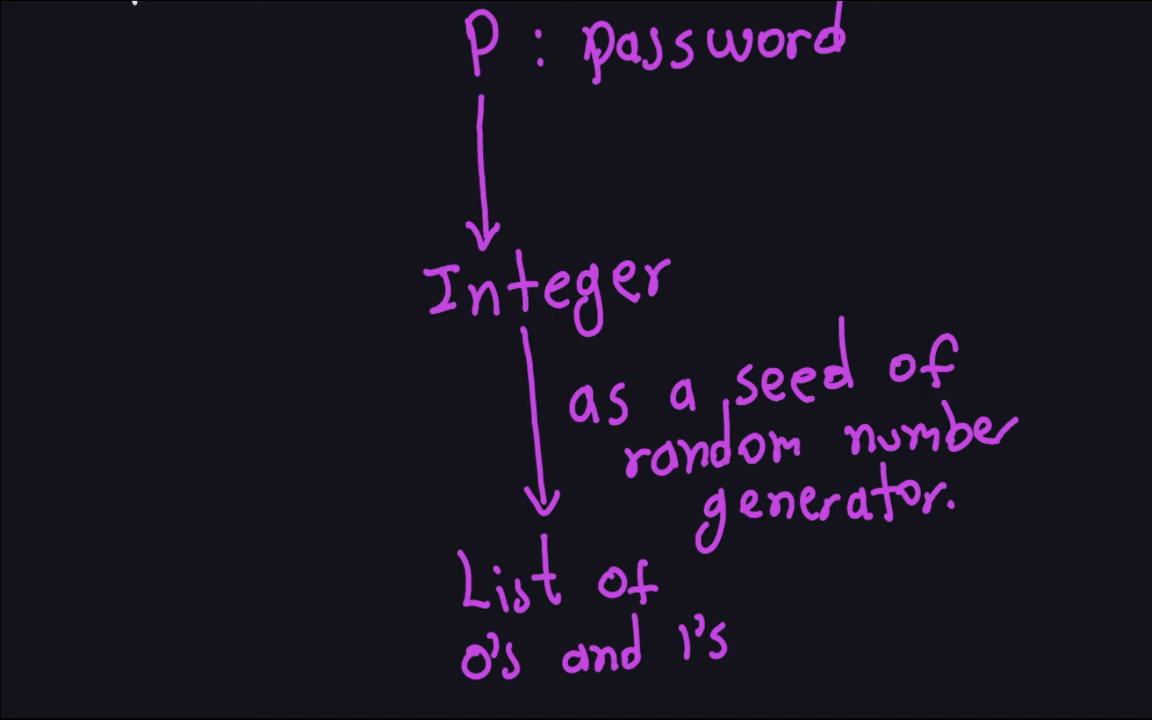 P : password
Integer
as a seed of
random number
generator.
List of
0's and 1's